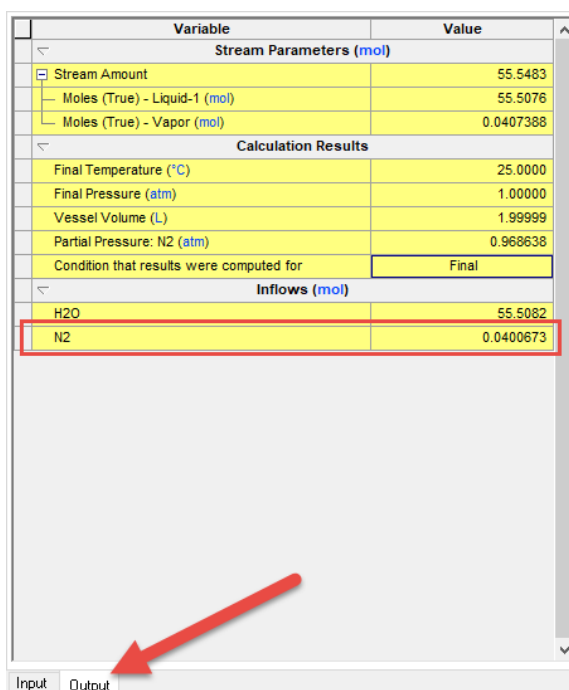 Variable Value
Stream Parameters (mol)
Stream Amount 55.5483
Moles (True) - Liquid-1 (mol) 55.5076
Moles (True) - Vapor (mol) 0.0407388
Calculation Results
Final Temperature (°C) 25.0000
Final Pressure (atm) 1.00000
Vessel Volume (L) 1.99999
Partial Pressure: N2 (atm) 0.968638
Condition that results were computed for Final
Inflows (mol)
H2O 55.5082
N2 0.0400673
Input Output